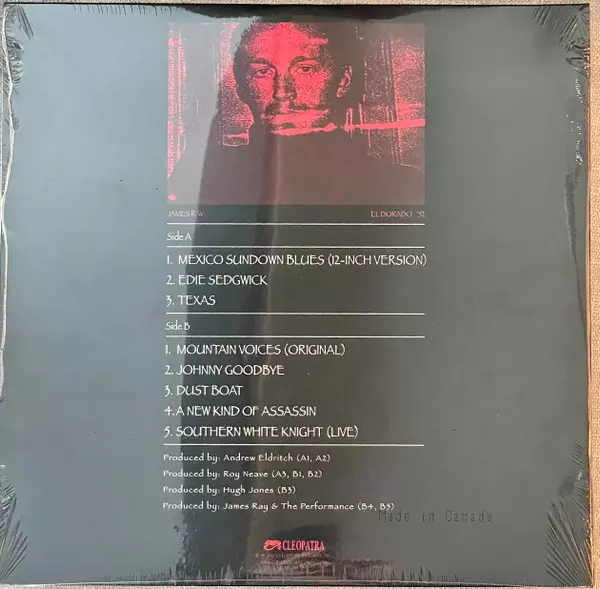 JAMES RAY EL DORADO '52
Side A
1. MEXICO SUNDOWN BLUES (12-INCH VERSION)
2. EDIE SEDGWICK
3. TEXAS
Side B
1. MOUNTAIN VOICES (ORIGINAL)
2. JOHNNY GOODBYE
3. DUST BOAT
4. A NEW KIND OF ASSASSIN
5. SOUTHERN WHITE KNIGHT (LIVE)
Produced by: Andrew Eldritch (A1, A2)
Produced by: Roy Neave (A3, B1, B2)
Produced by: Hugh Jones (B3)
Produced by: James Ray & The Performance (B4, B5)
Made in Canada
CLEOPATRA